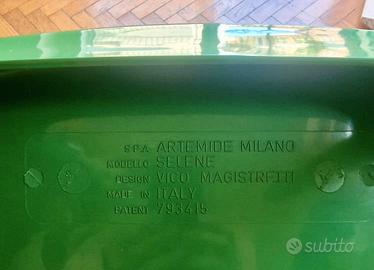 S.P.A. ARTEMIDE MILANO
MODELLO SELENE
DESIGN VICO MAGISTRETTI
MADE IN ITALY
PATENT 793415
subito